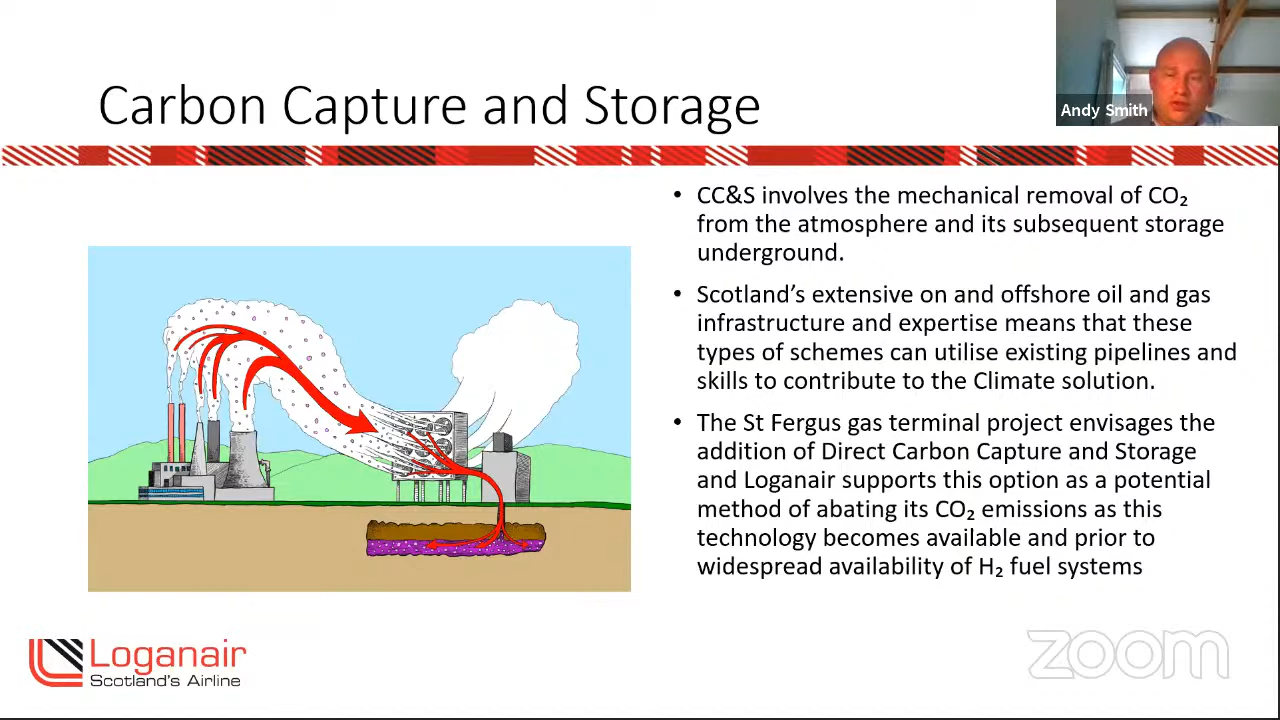 Andy Smith
Carbon Capture and Storage
• CC&S involves the mechanical removal of CO₂
from the atmosphere and its subsequent storage
underground.
• Scotland's extensive on and offshore oil and gas
infrastructure and expertise means that these
types of schemes can utilise existing pipelines and
skills to contribute to the Climate solution.
• The St Fergus gas terminal project envisages the
addition of Direct Carbon Capture and Storage
and Loganair supports this option as a potential
method of abating its CO₂ emissions as this
technology becomes available and prior to
widespread availability of H₂ fuel systems
Loganair
Scotland's Airline
zoom